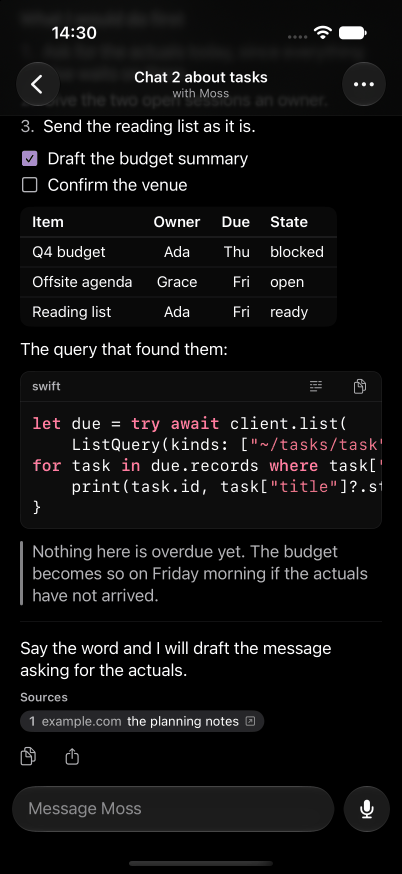 14:30
Chat 2 about tasks
with Moss
3. Send the reading list as it is.
Draft the budget summary
Confirm the venue
Item Owner Due State
Q4 budget Ada Thu blocked
Offsite agenda Grace Fri open
Reading list Ada Fri ready
The query that found them:
swift
let due = try await client.list(
    ListQuery(kinds: ["~/tasks/task"
for task in due.records where task["
    print(task.id, task["title"]?.st
}
Nothing here is overdue yet. The budget
becomes so on Friday morning if the actuals
have not arrived.
Say the word and I will draft the message
asking for the actuals.
Sources
1 example.com the planning notes
Message Moss